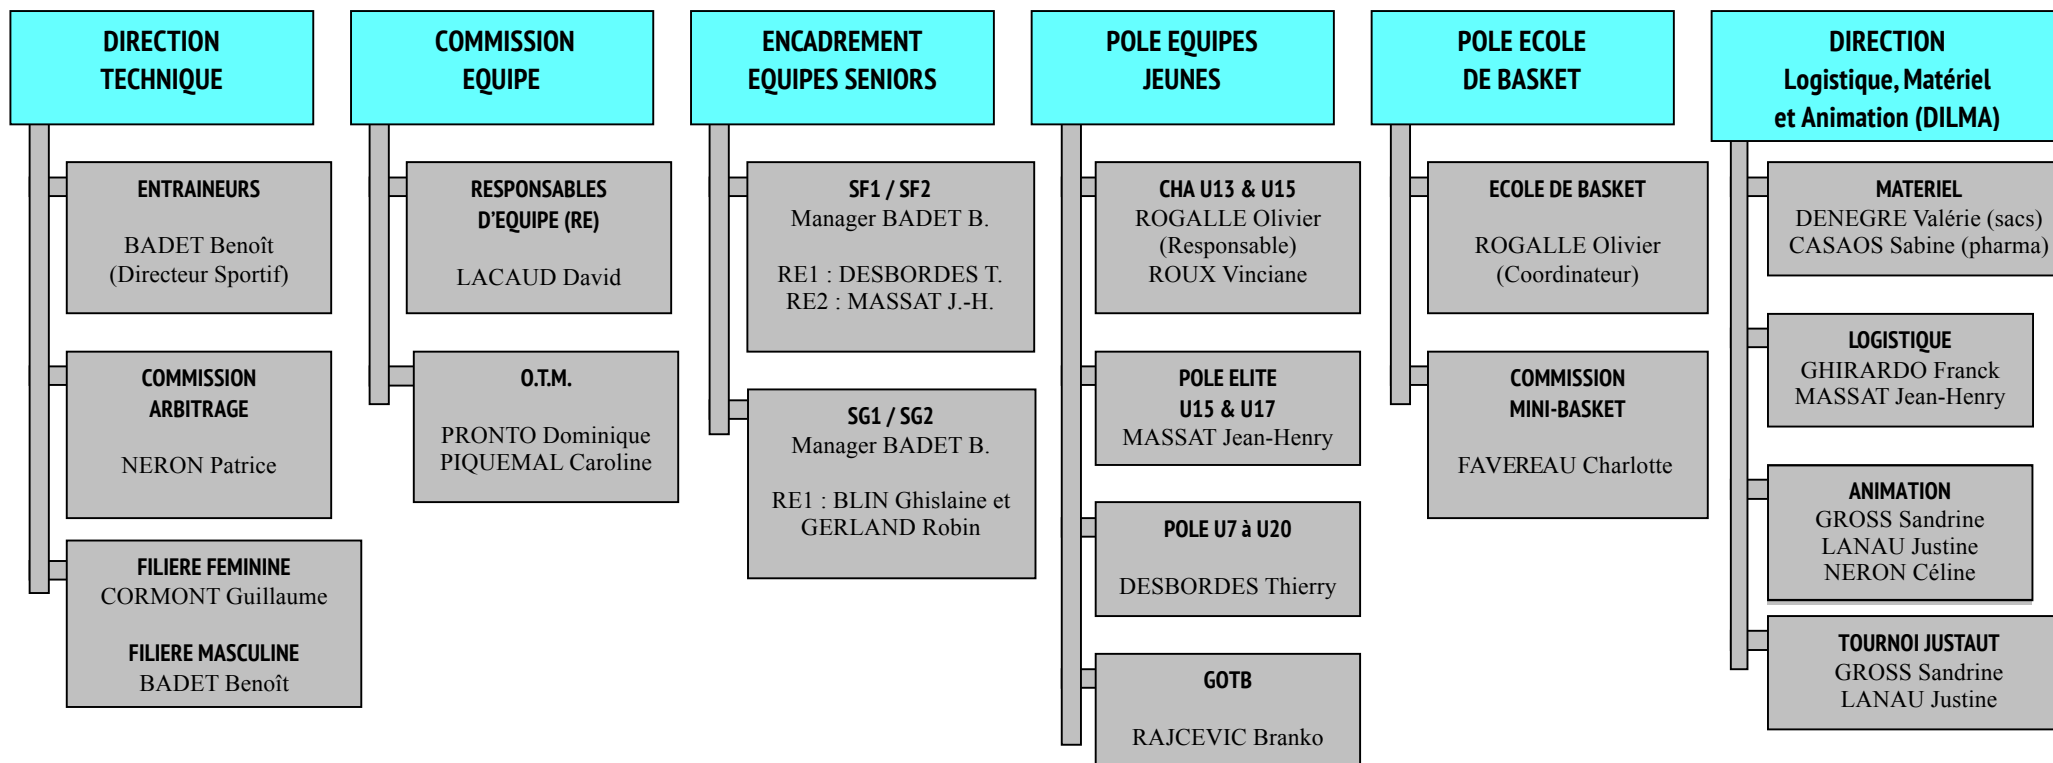 DIRECTION
TECHNIQUE
ENTRAINEURS
BADET Benoît
(Directeur Sportif)
COMMISSION
ARBITRAGE
NERON Patrice
FILIERE FEMININE
CORMONT Guillaume
FILIERE MASCULINE
BADET Benoît
COMMISSION
EQUIPE
RESPONSABLES
D’EQUIPE (RE)
LACAUD David
O.T.M.
PRONTO Dominique
PIQUEMAL Caroline
ENCADREMENT
EQUIPES SENIORS
SF1 / SF2
Manager BADET B.
RE1 : DESBORDES T.
RE2 : MASSAT J.-H.
SG1 / SG2
Manager BADET B.
RE1 : BLIN Ghislaine et
GERLAND Robin
POLE EQUIPES
JEUNES
CHA U13 & U15
ROGALLE Olivier
(Responsable)
ROUX Vinciane
POLE ELITE
U15 & U17
MASSAT Jean-Henry
POLE U7 à U20
DESBORDES Thierry
GOTB
RAJCEVIC Branko
POLE ECOLE
DE BASKET
ECOLE DE BASKET
ROGALLE Olivier
(Coordinateur)
COMMISSION
MINI-BASKET
FAVEREAU Charlotte
DIRECTION
Logistique, Matériel
et Animation (DILMA)
MATERIEL
DENEGRE Valérie (sacs)
CASAOS Sabine (pharma)
LOGISTIQUE
GHIRARDO Franck
MASSAT Jean-Henry
ANIMATION
GROSS Sandrine
LANAU Justine
NERON Céline
TOURNOI JUSTAUT
GROSS Sandrine
LANAU Justine